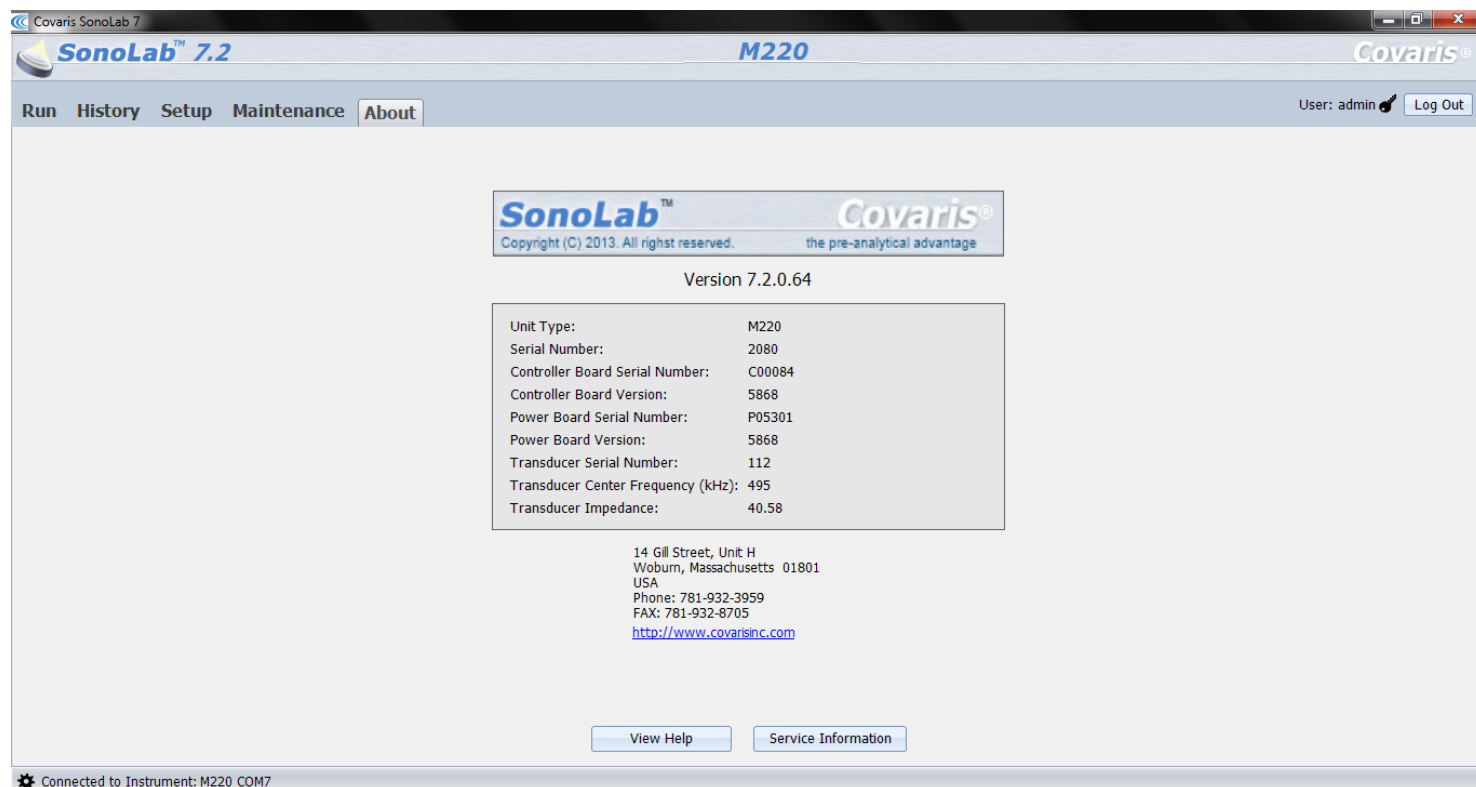 Covaris SonoLab 7
SonoLab™ 7.2 M220 Covaris®
Run History Setup Maintenance About User: admin Log Out
SonoLab™ Covaris®
Copyright (C) 2013. All righst reserved. the pre-analytical advantage
Version 7.2.0.64
Unit Type: M220
Serial Number: 2080
Controller Board Serial Number: C00084
Controller Board Version: 5868
Power Board Serial Number: P05301
Power Board Version: 5868
Transducer Serial Number: 112
Transducer Center Frequency (kHz): 495
Transducer Impedance: 40.58
14 Gill Street, Unit H
Woburn, Massachusetts 01801
USA
Phone: 781-932-3959
FAX: 781-932-8705
http://www.covarisinc.com
View Help Service Information
Connected to Instrument: M220 COM7